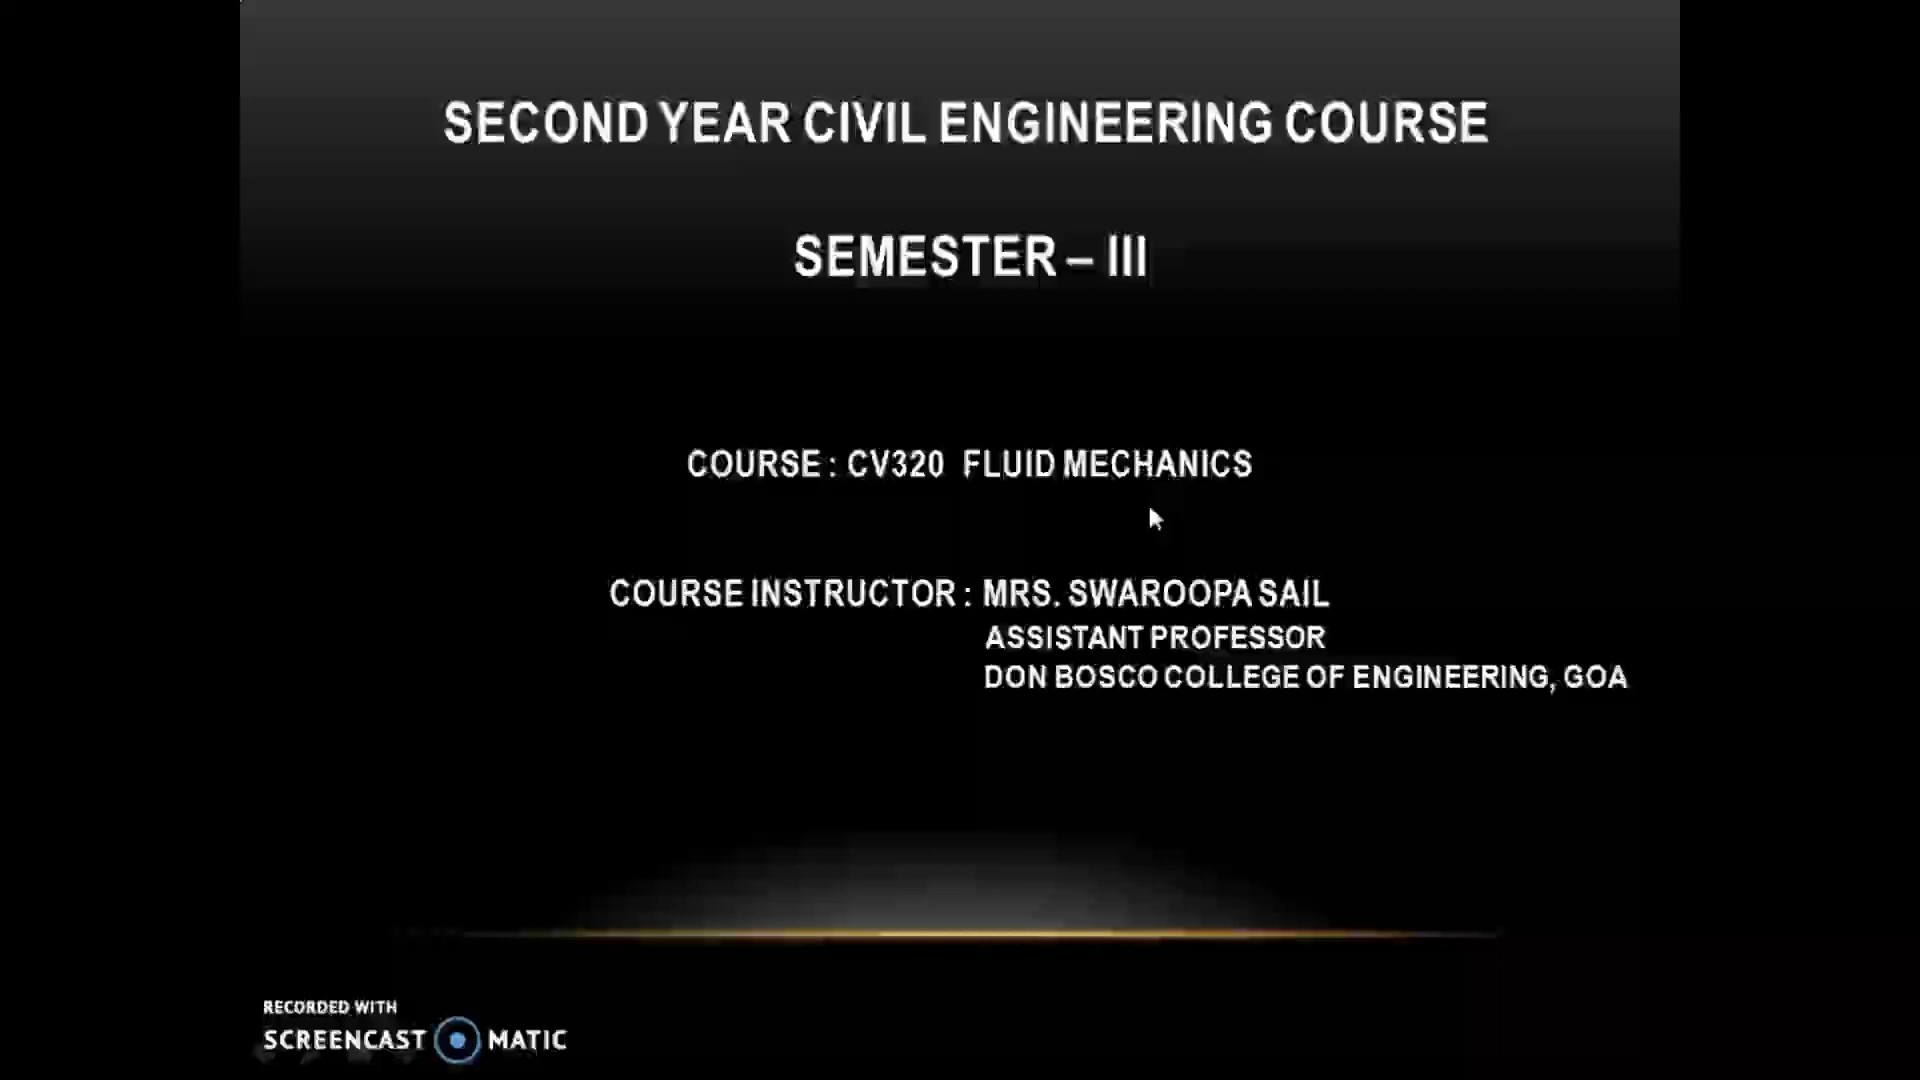 SECOND YEAR CIVIL ENGINEERING COURSE
SEMESTER – III
COURSE : CV320 FLUID MECHANICS
COURSE INSTRUCTOR : MRS. SWAROOPA SAIL
ASSISTANT PROFESSOR
DON BOSCO COLLEGE OF ENGINEERING, GOA
RECORDED WITH
SCREENCAST MATIC